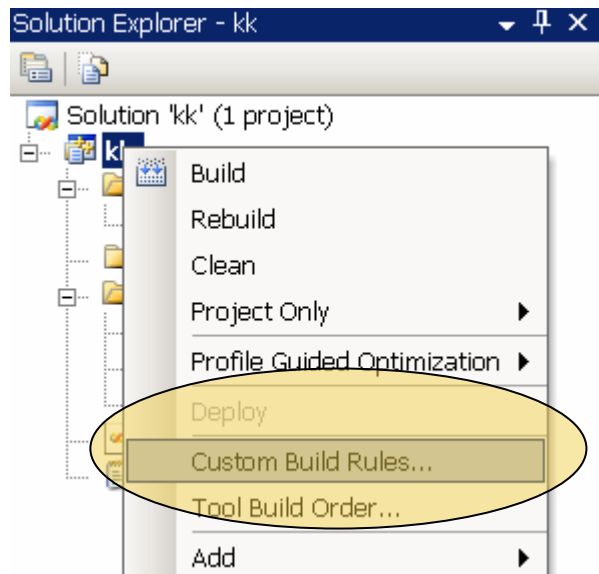 Solution Explorer - kk
Solution 'kk' (1 project)
Build
Rebuild
Clean
Project Only
Profile Guided Optimization
Deploy
Custom Build Rules...
Tool Build Order...
Add